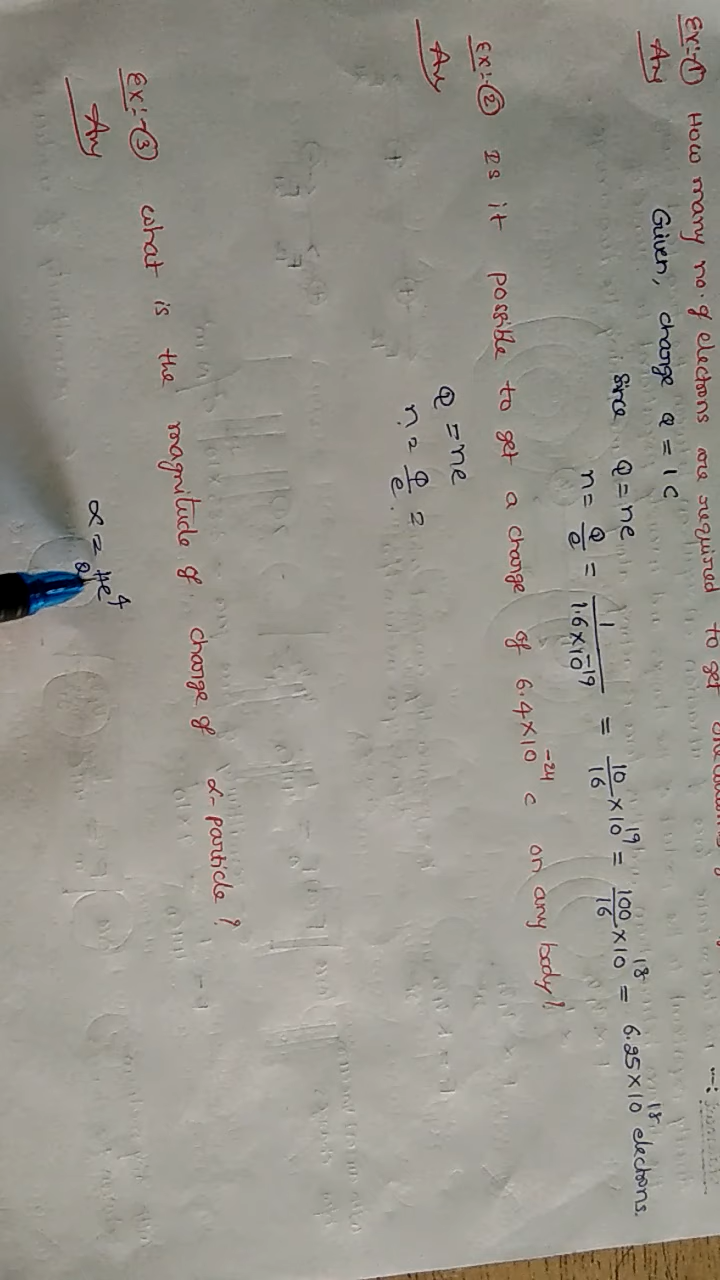 Ex:-① How many no. of electrons are required to get one
Ans Given, charge Q = 1 C
since Q = ne
n = Q/e = 1/1.6×10⁻¹⁹ = 10/16 ×10¹⁹ = 100/16 ×10¹⁸ = 6.25×10¹⁸ electrons.
Ex:-② Is it possible to get a charge of 6.4×10⁻²⁴ C on any body?
Ans
Q = ne
n = Q/e =
Ex:-③ What is the magnitude of charge of α-particle?
Ans
α = ₂He⁴